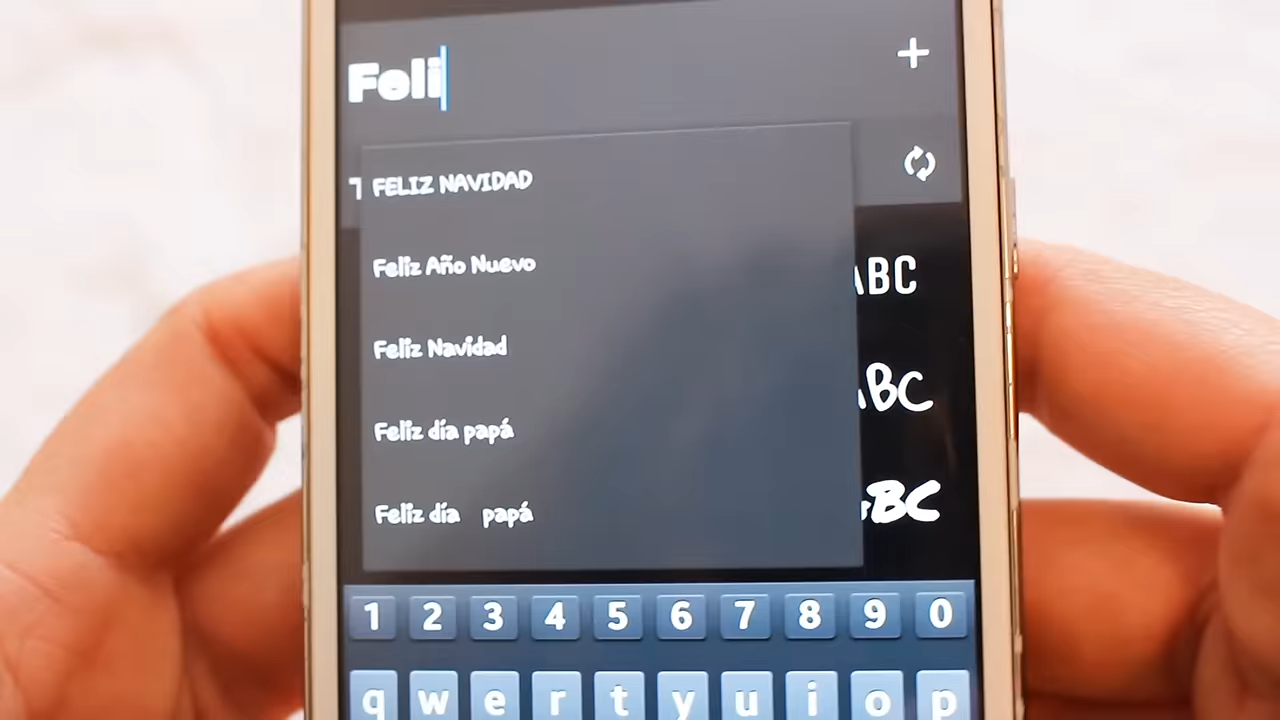 Feli
T
FELIZ NAVIDAD
Feliz Año Nuevo
ABC
Feliz Navidad
BC
Feliz día papá
Feliz día papá
BC
1 2 3 4 5 6 7 8 9 0
q w e r t y u i o p